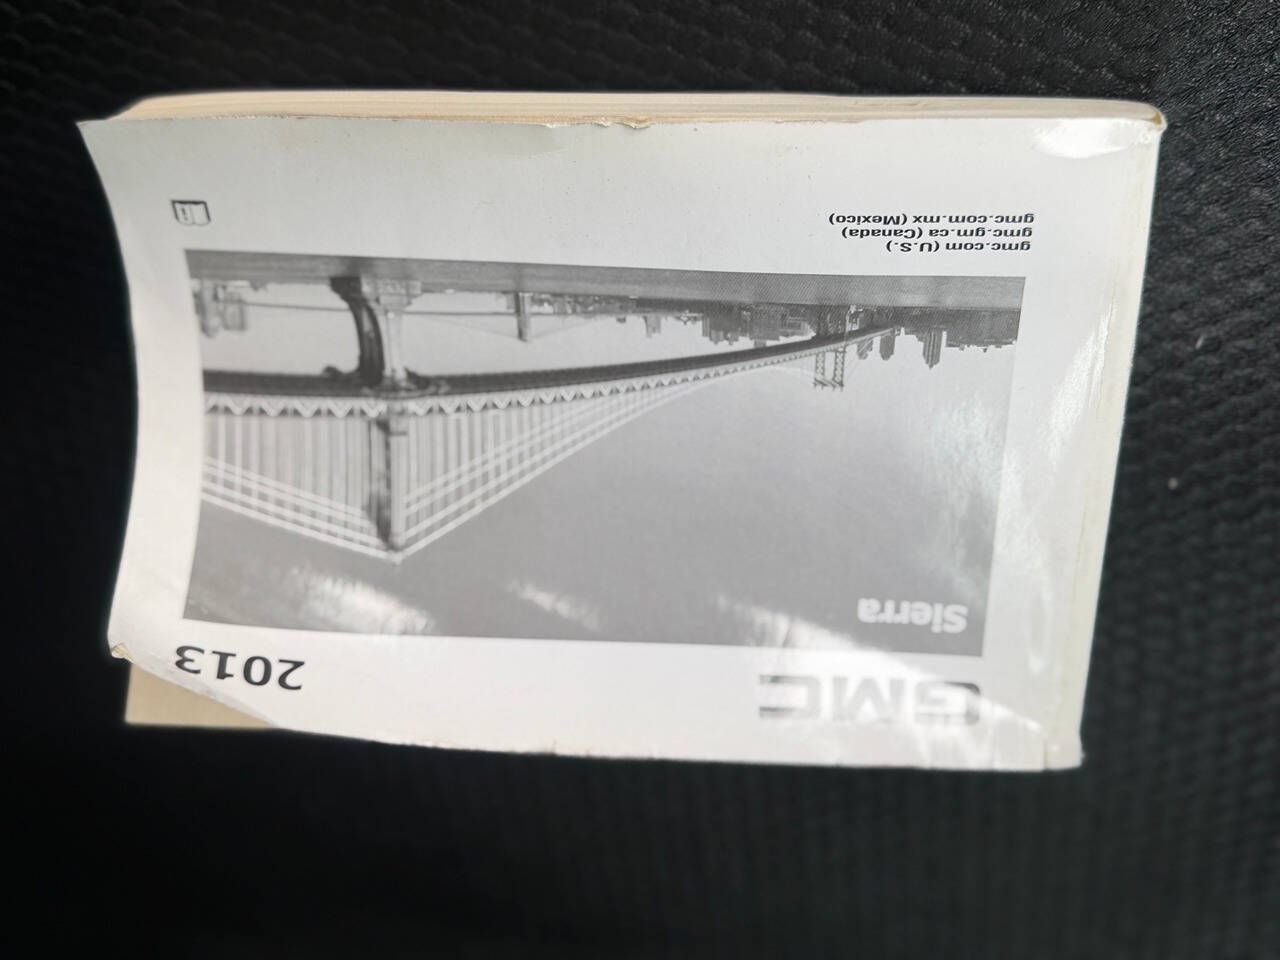 GMC
2013
Sierra
gmc.com (U.S.)
gmc.gm.ca (Canada)
gmc.com.mx (Mexico)